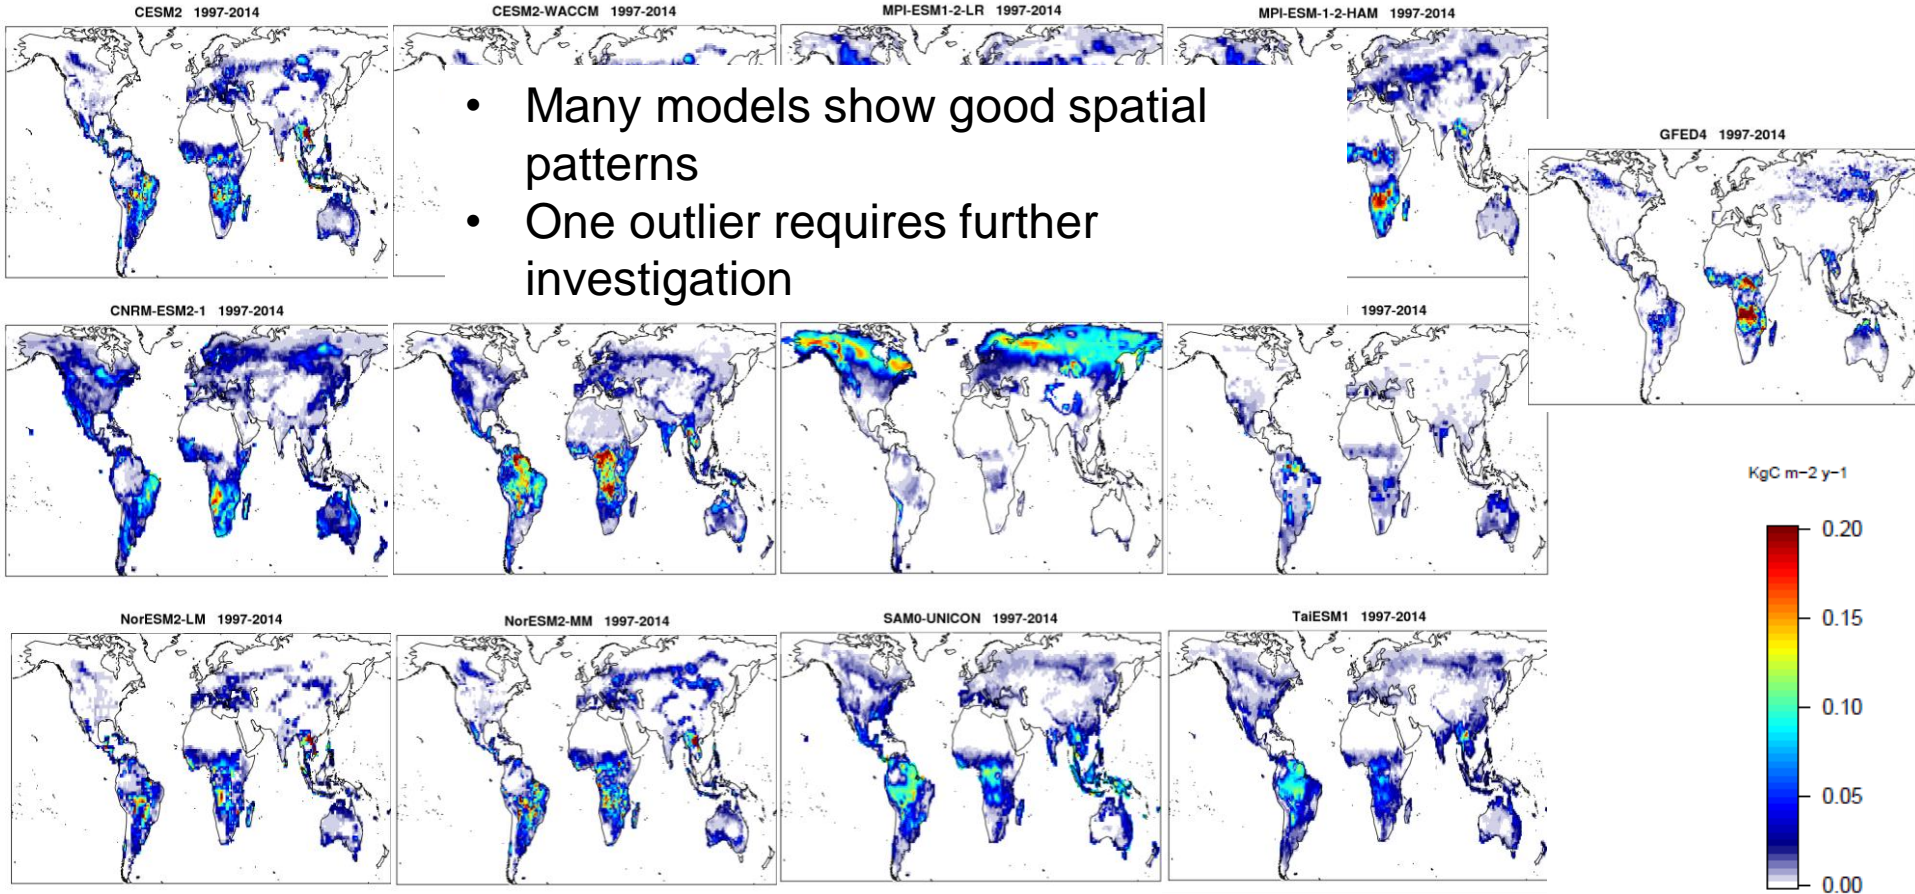 CESM2 1997-2014
CESM2-WACCM 1997-2014
MPI-ESM1-2-LR 1997-2014
MPI-ESM-1-2-HAM 1997-2014
• Many models show good spatial
patterns
• One outlier requires further
investigation
GFED4 1997-2014
CNRM-ESM2-1 1997-2014
1997-2014
KgC m−2 y−1
0.20
0.15
0.10
0.05
0.00
NorESM2-LM 1997-2014
NorESM2-MM 1997-2014
SAM0-UNICON 1997-2014
TaiESM1 1997-2014